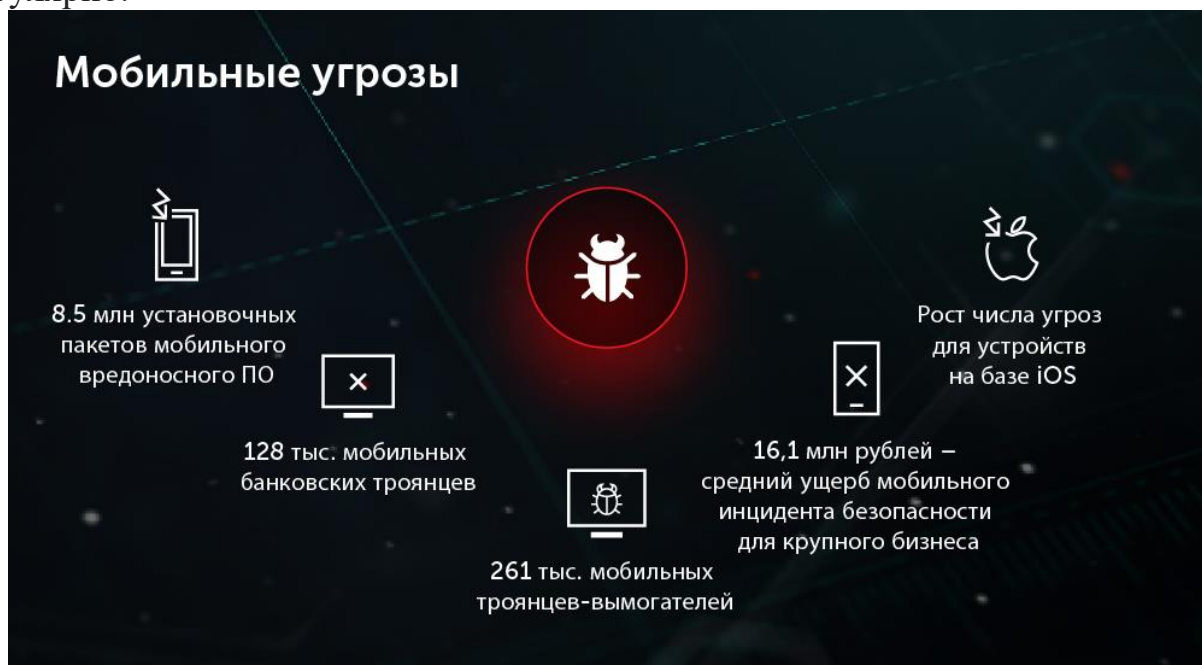 Мобильные угрозы
8.5 млн установочных
пакетов мобильного
вредоносного ПО
128 тыс. мобильных
банковских троянцев
261 тыс. мобильных
троянцев-вымогателей
16,1 млн рублей –
средний ущерб мобильного
инцидента безопасности
для крупного бизнеса
Рост числа угроз
для устройств
на базе iOS